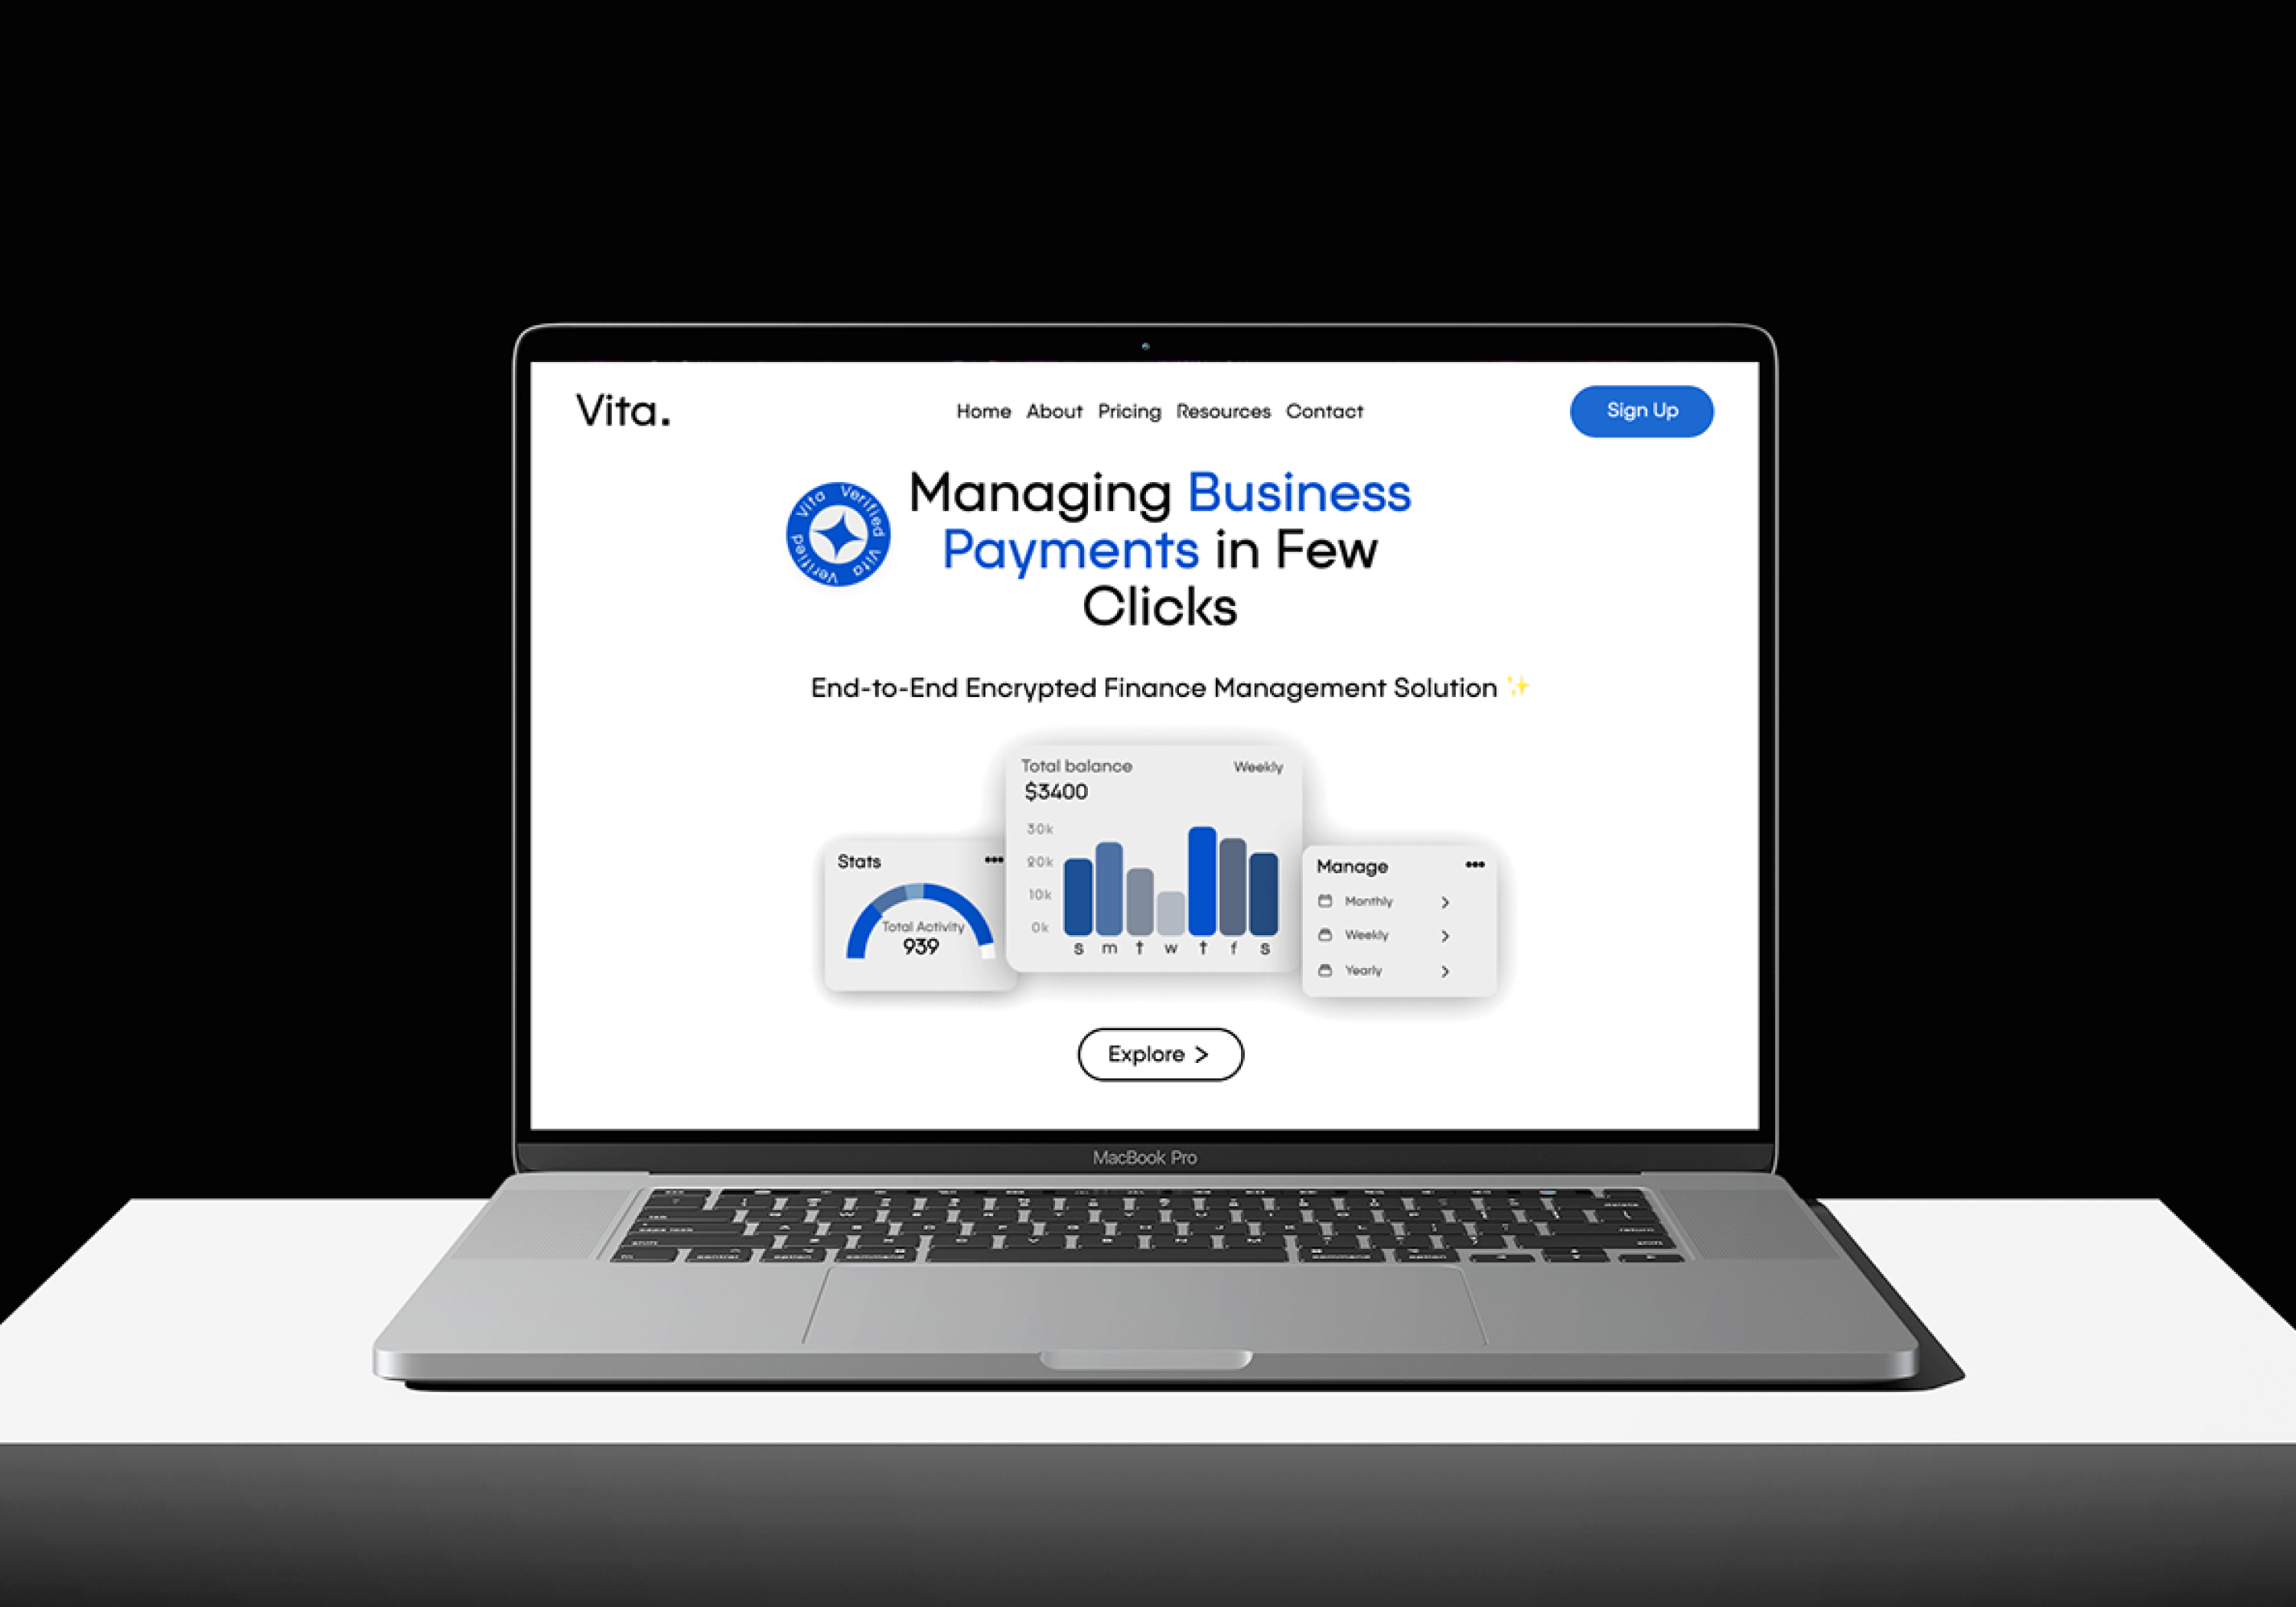 Vita.
Home About Pricing Resources Contact
Sign Up
Vita Verified Vita Verified
Managing Business
Payments in Few
Clicks
End-to-End Encrypted Finance Management Solution ✨
Total balance
Weekly
$3400
30k
20k
10k
0k
s m t w t f s
Stats
Total Activity
939
Manage
Monthly
Weekly
Yearly
Explore >
MacBook Pro